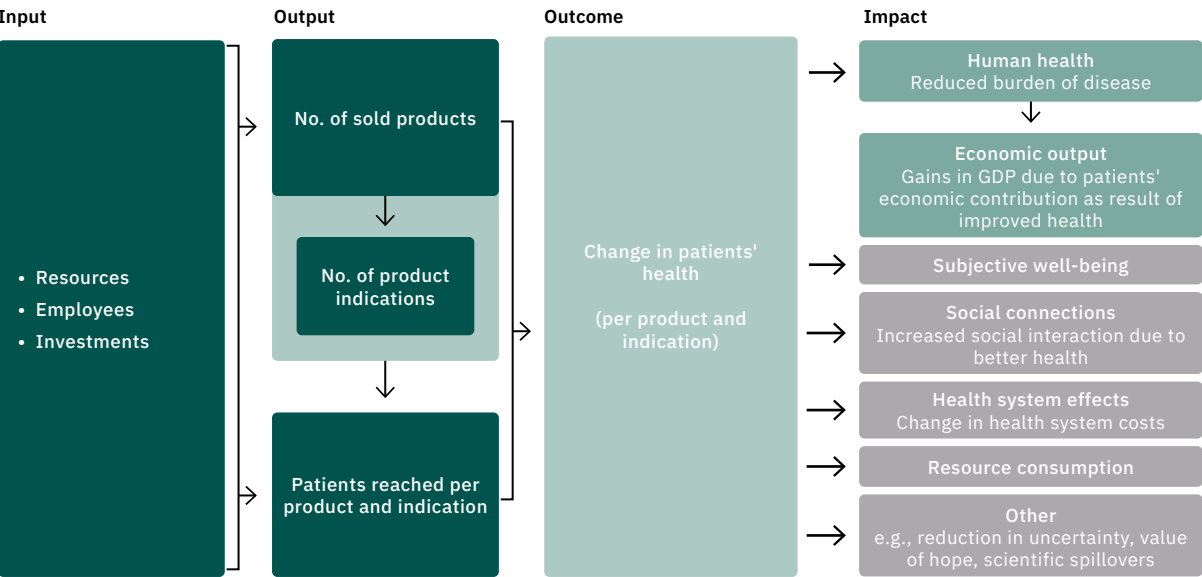 Input
Output
Outcome
Impact
• Resources
• Employees
• Investments
No. of sold products
No. of product
indications
Patients reached per
product and indication
Change in patients'
health
(per product and
indication)
Human health
Reduced burden of disease
Economic output
Gains in GDP due to patients'
economic contribution as result of
improved health
Subjective well-being
Social connections
Increased social interaction due to
better health
Health system effects
Change in health system costs
Resource consumption
Other
e.g., reduction in uncertainty, value
of hope, scientific spillovers